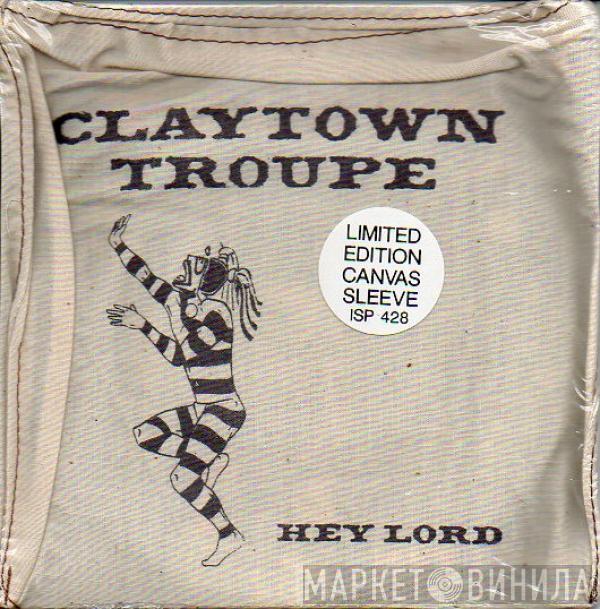 CLAYTOWN
TROUPE
LIMITED
EDITION
CANVAS
SLEEVE
ISP 428
HEY LORD
МАРКЕТ ВИНИЛА